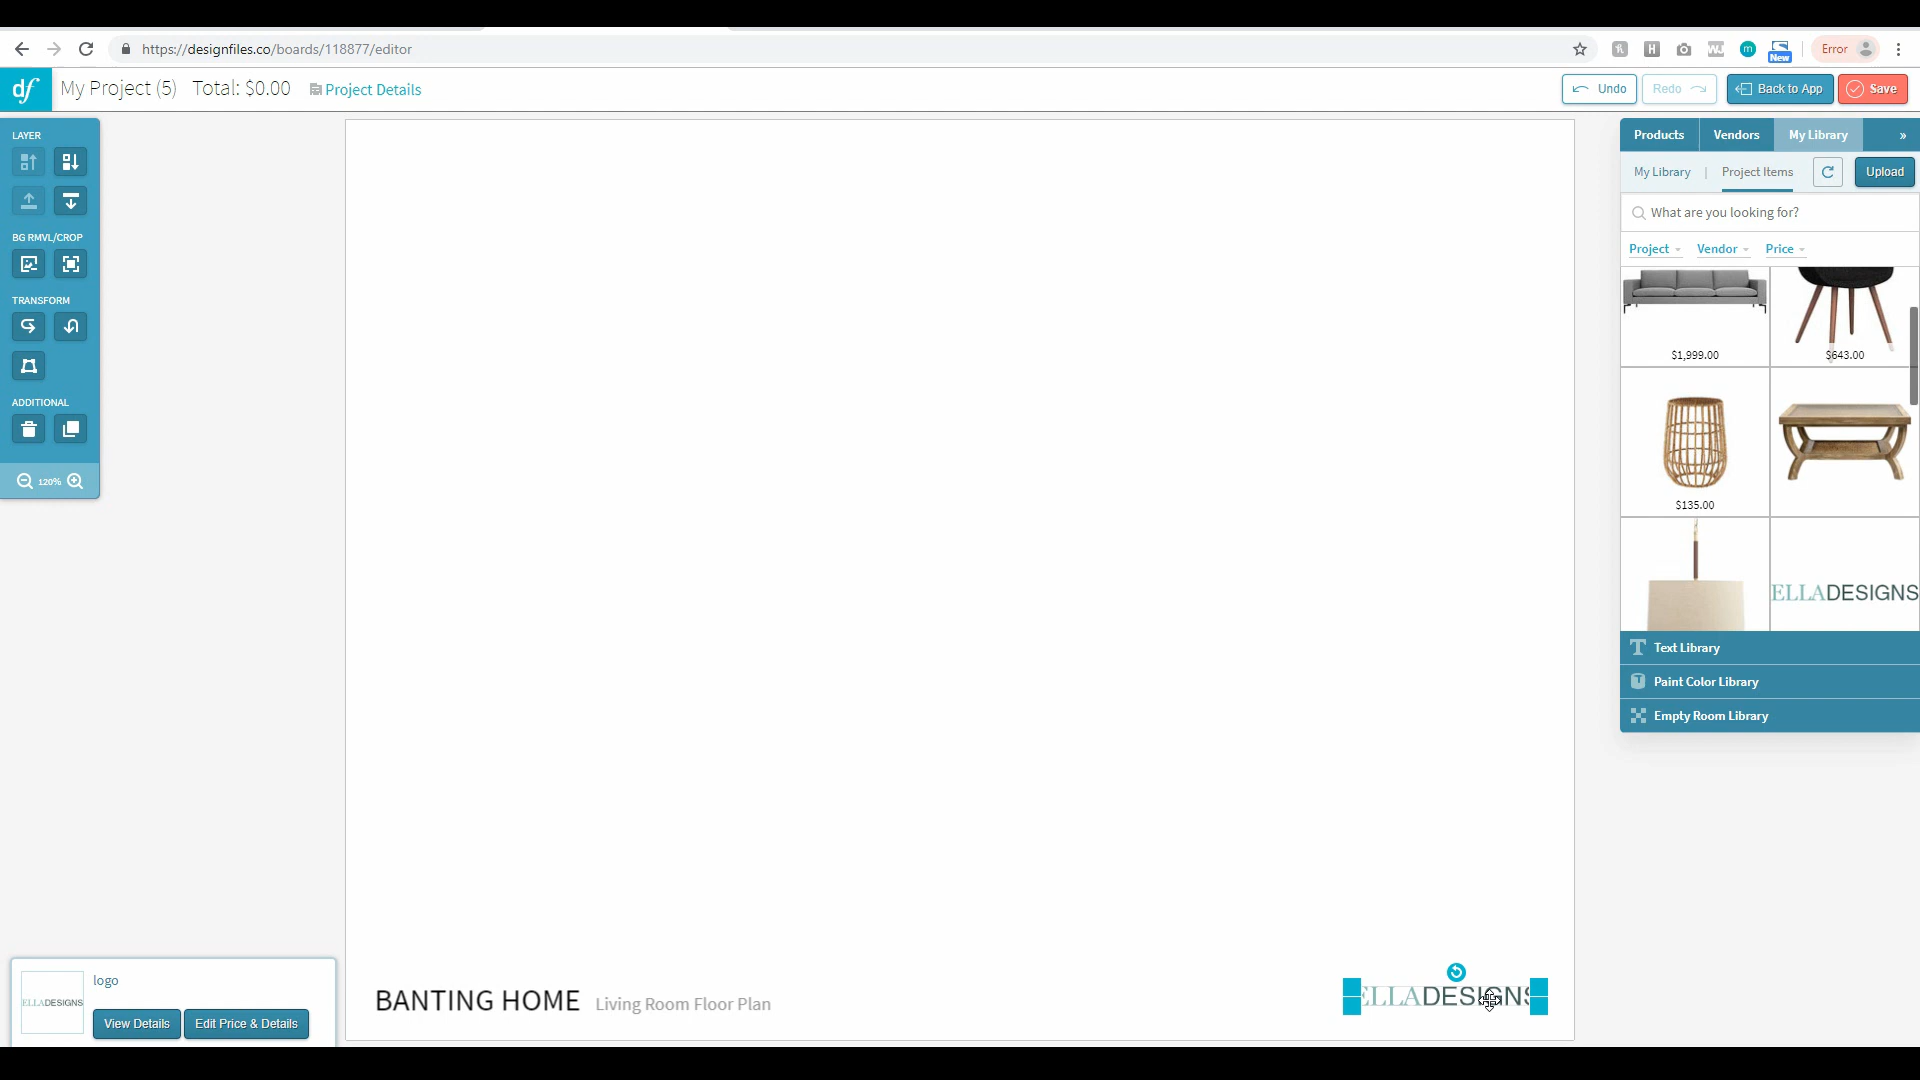 https://designfiles.co/boards/118877/editor
H
WJ
m
New
Error
df
My Project (5)
Total: $0.00
Project Details
Undo
Redo
Back to App
Save
LAYER
BG RMVL/CROP
TRANSFORM
ADDITIONAL
120%
Products
Vendors
My Library
»
My Library | Project Items
Upload
What are you looking for?
Project
Vendor
Price
$1,999.00
$643.00
$135.00
ELLADESIGNS
T Text Library
Paint Color Library
Empty Room Library
BANTING HOME Living Room Floor Plan
ELLADESIGNS
ELLADESIGNS
logo
View Details
Edit Price & Details